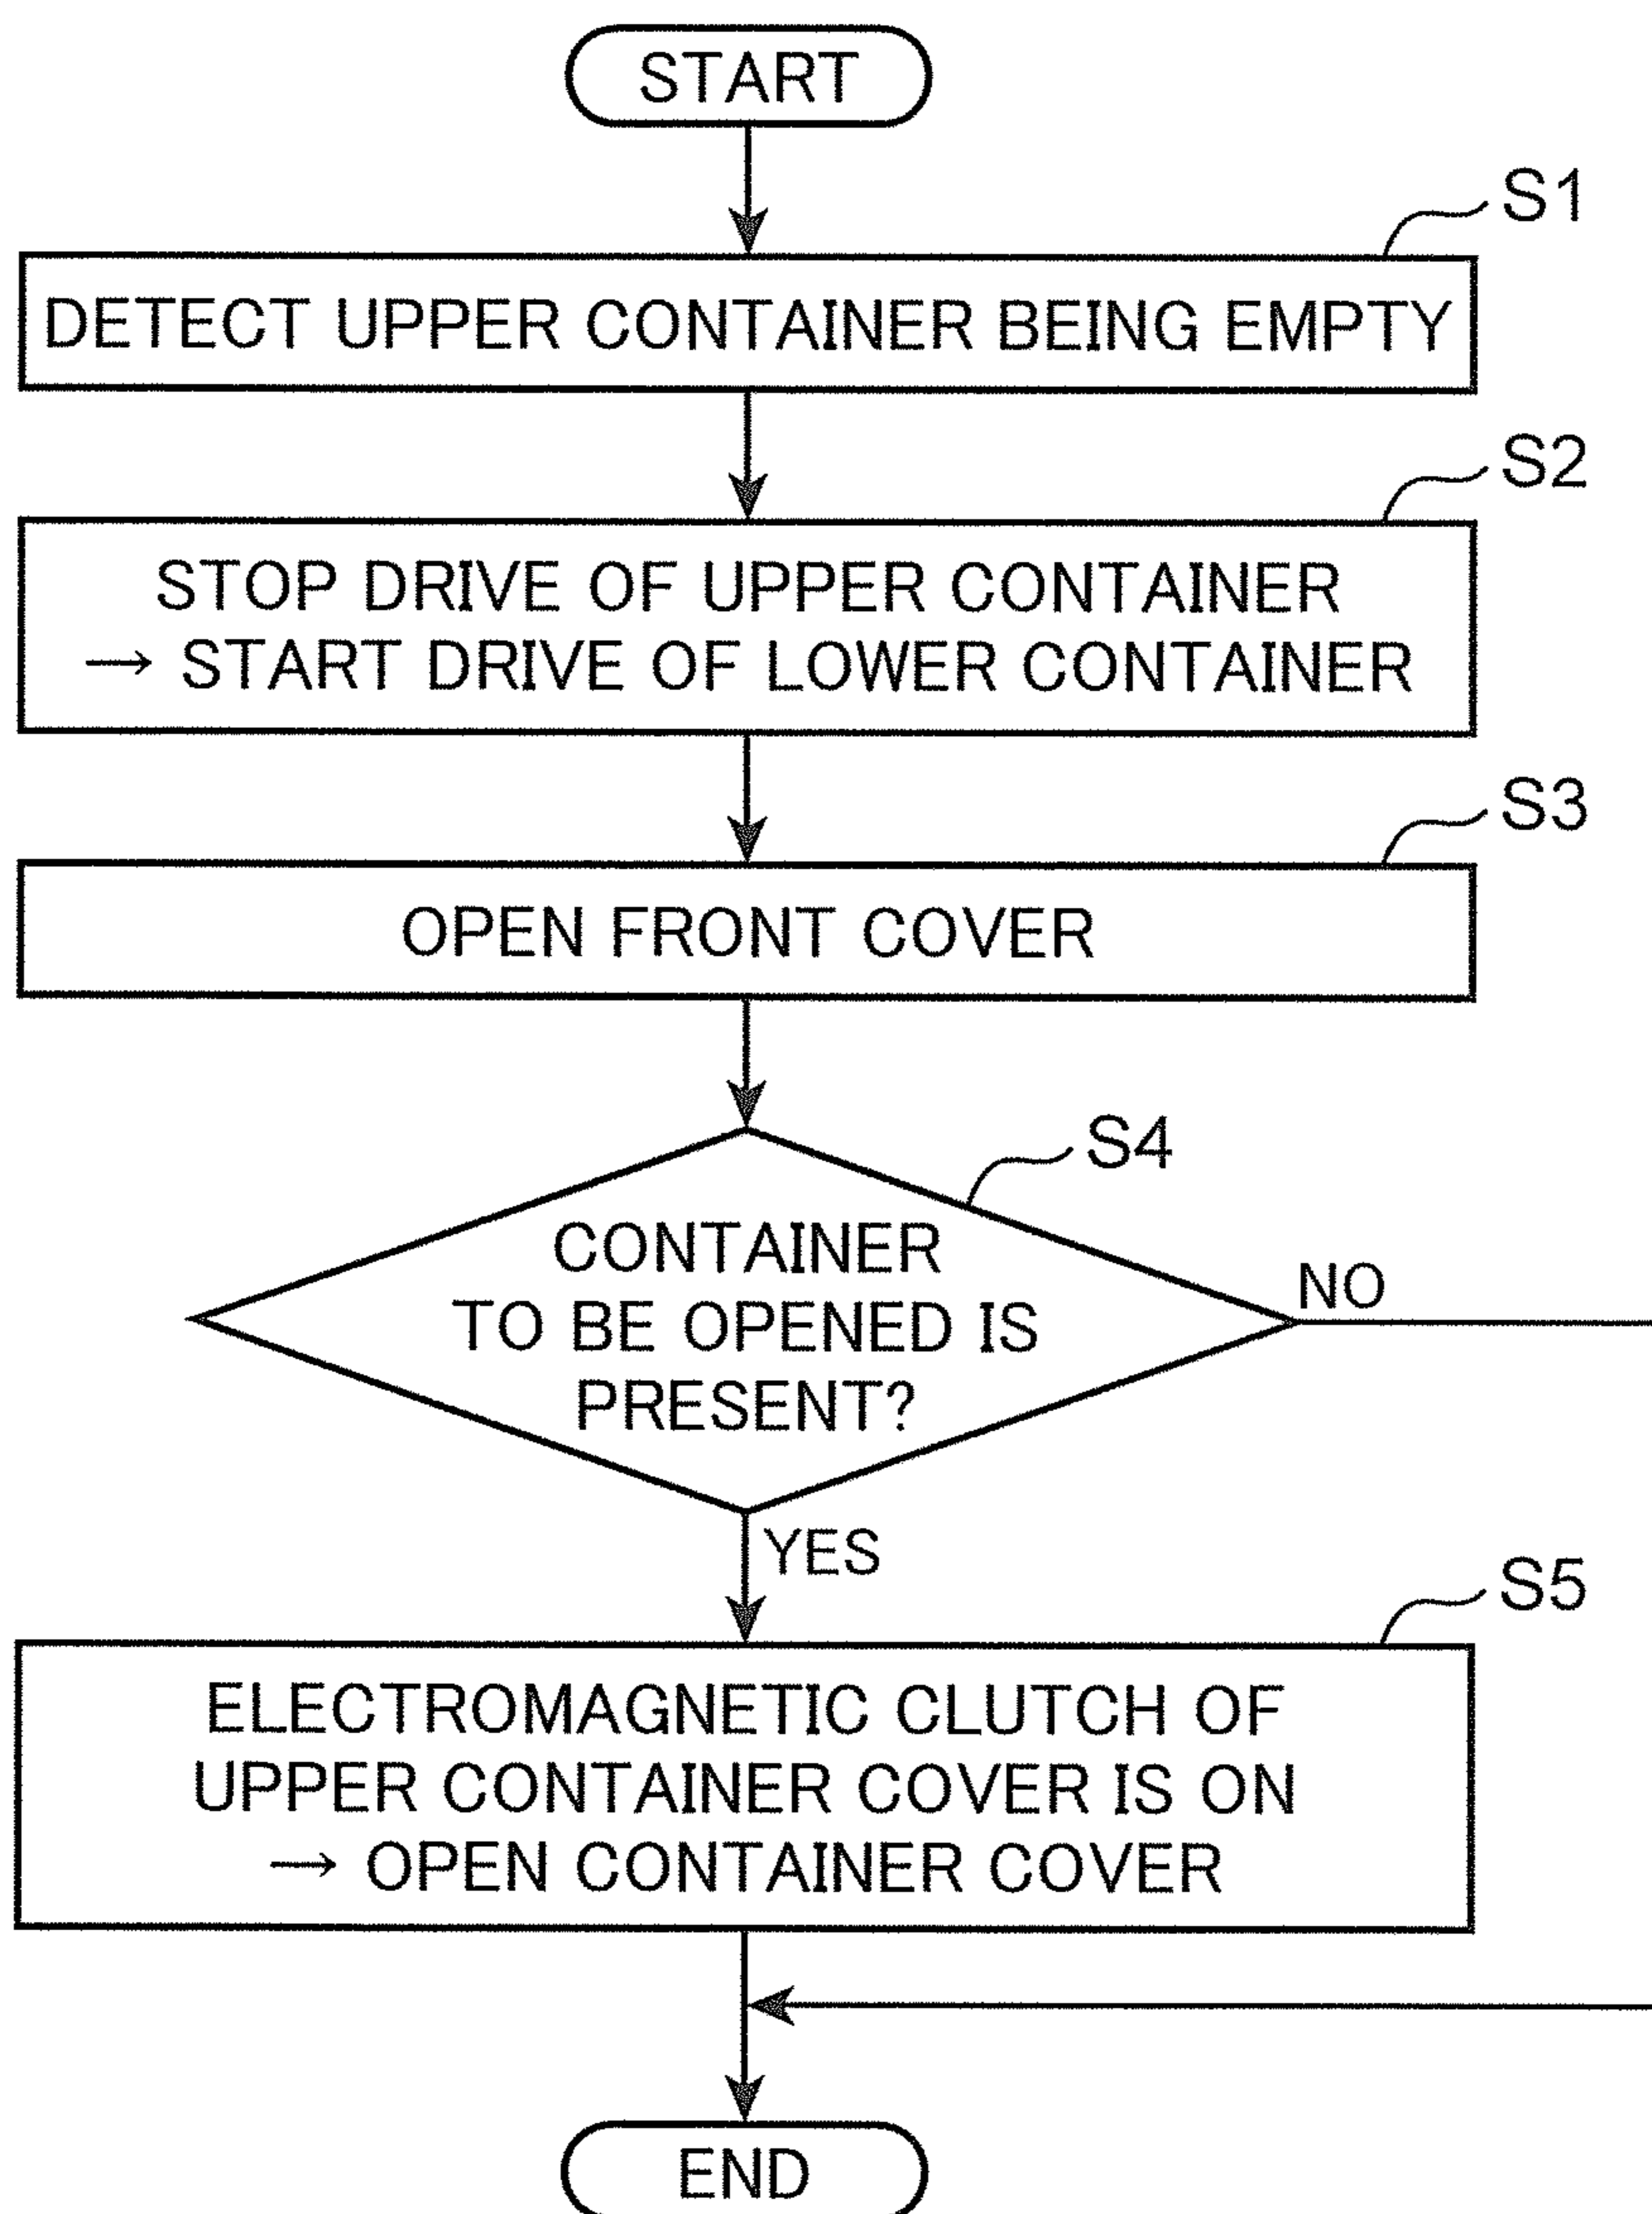 START
S1
DETECT UPPER CONTAINER BEING EMPTY
S2
STOP DRIVE OF UPPER CONTAINER
→ START DRIVE OF LOWER CONTAINER
S3
OPEN FRONT COVER
S4
CONTAINER
TO BE OPENED IS
PRESENT?
NO
YES
S5
ELECTROMAGNETIC CLUTCH OF
UPPER CONTAINER COVER IS ON
→ OPEN CONTAINER COVER
END